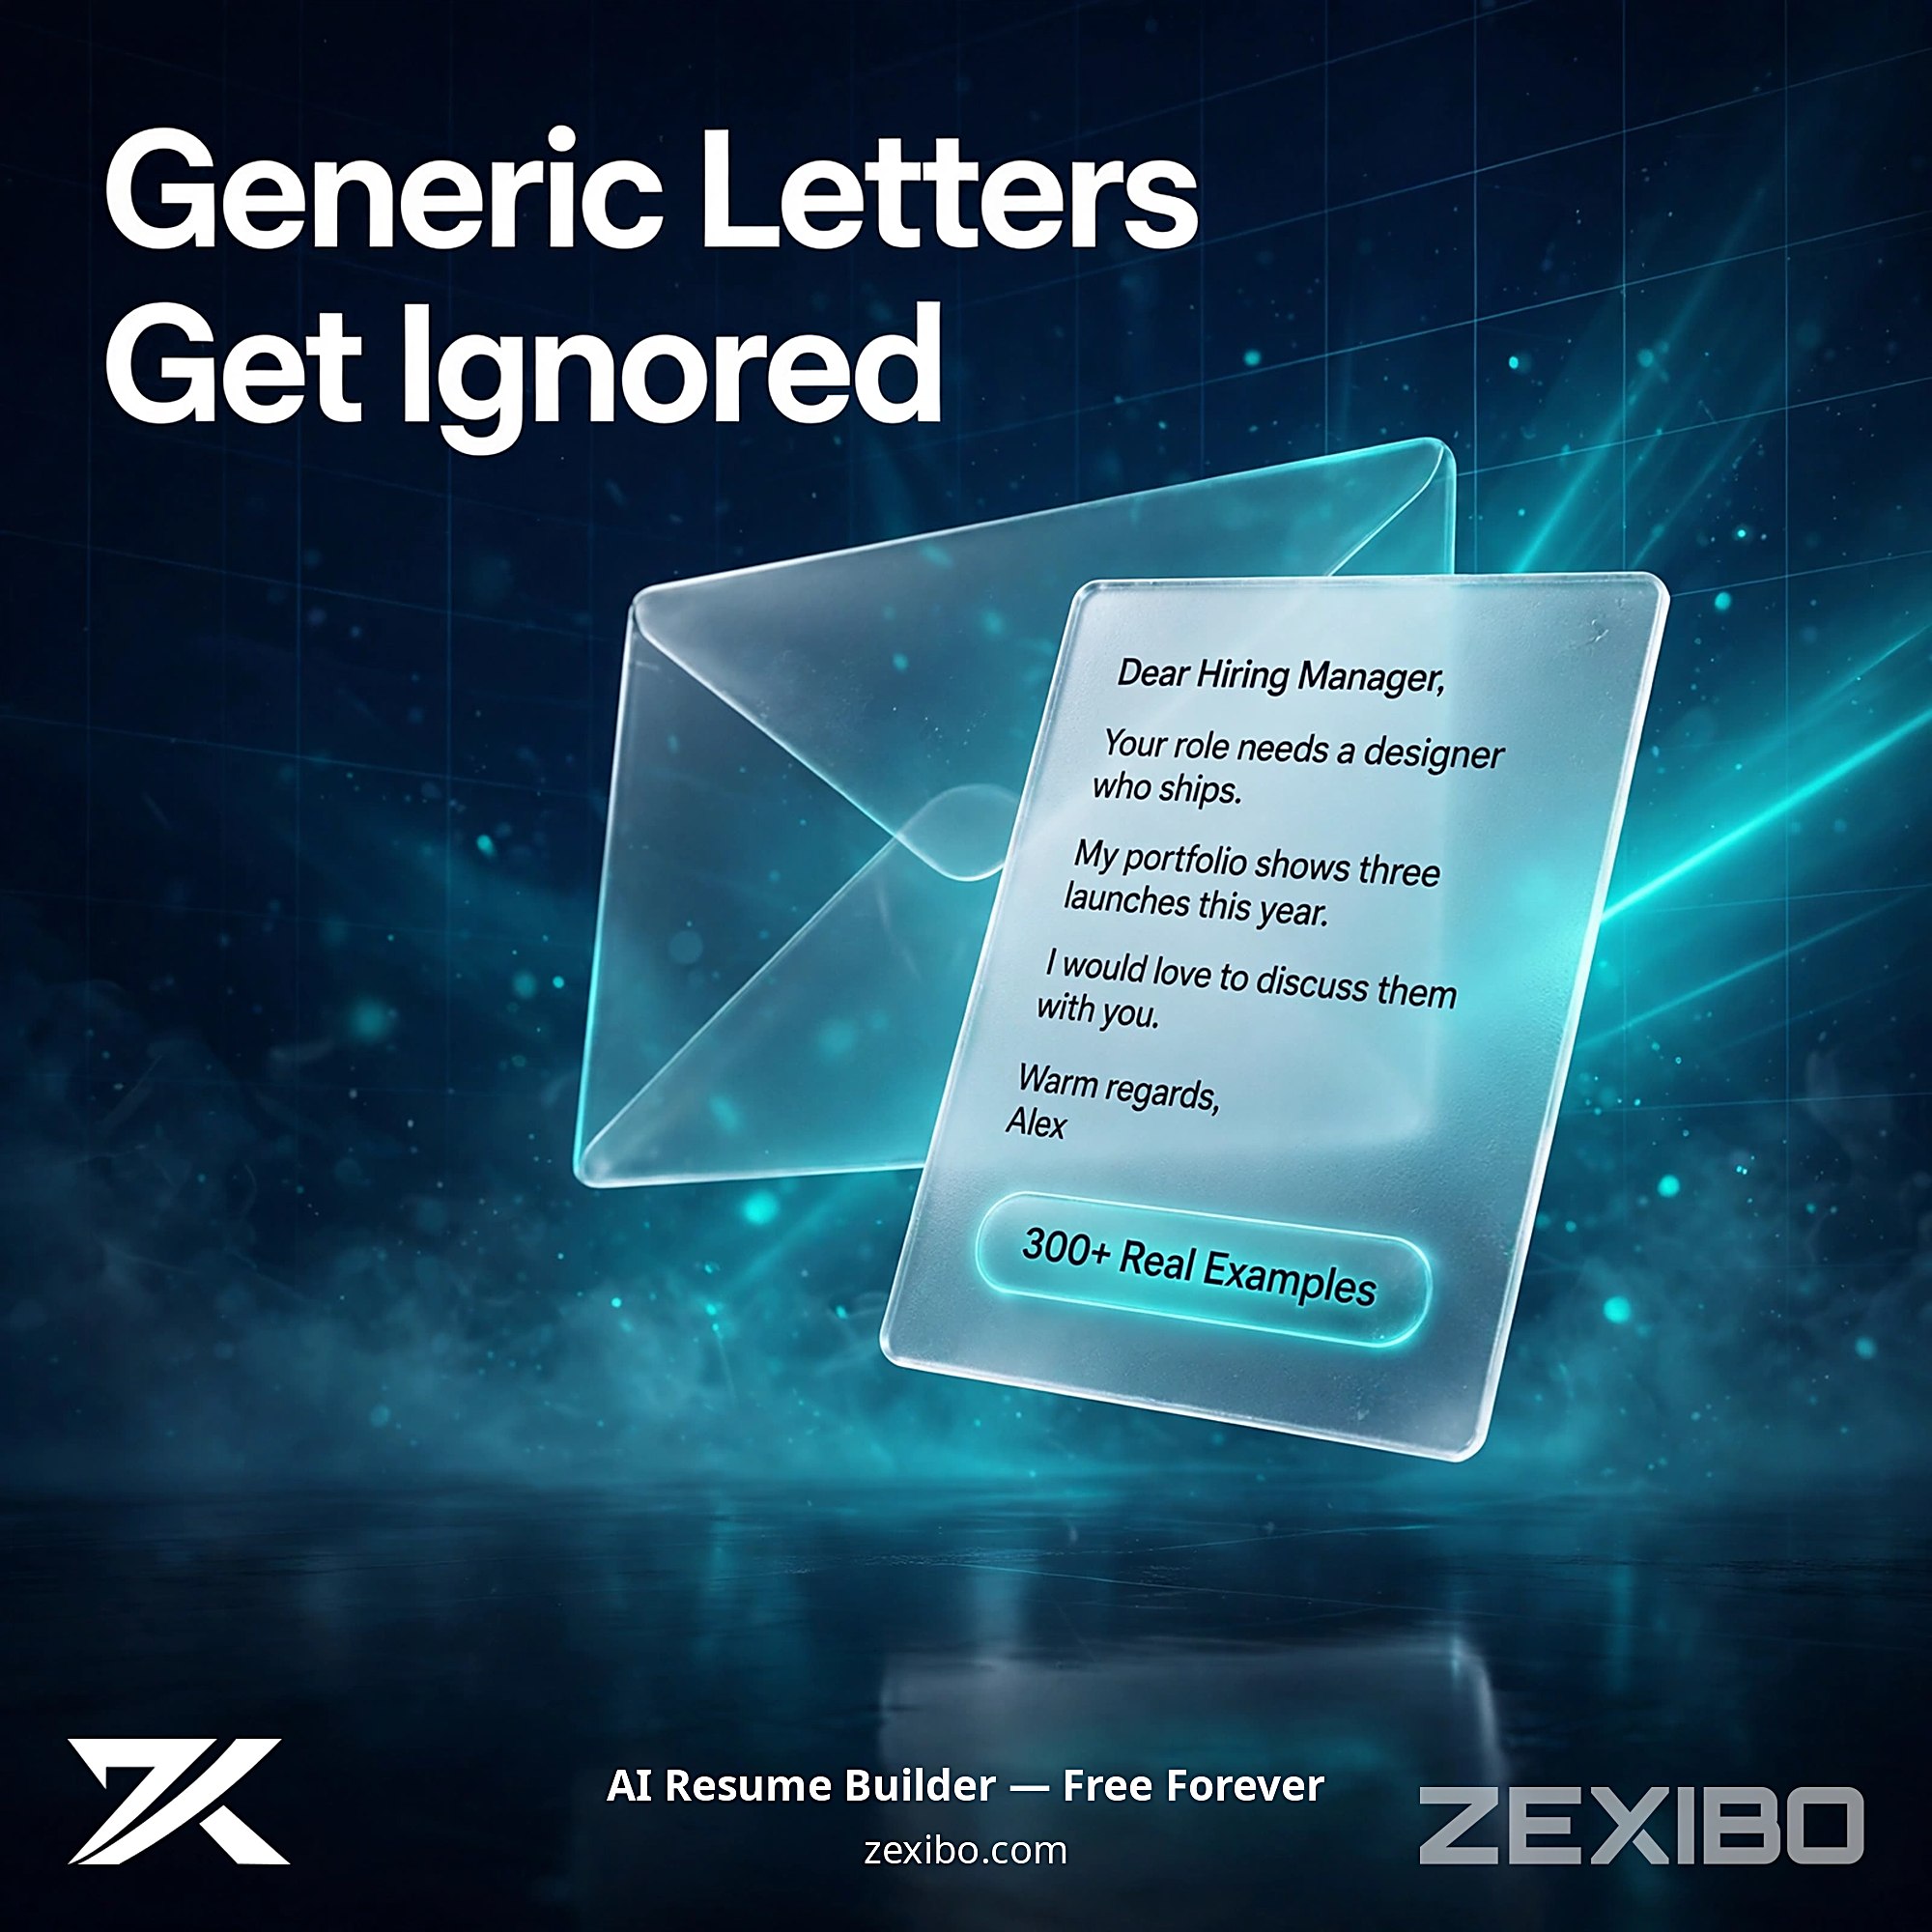 Generic Letters
Get Ignored
Dear Hiring Manager,
Your role needs a designer
who ships.
My portfolio shows three
launches this year.
I would love to discuss them
with you.
Warm regards,
Alex
300+ Real Examples
AI Resume Builder — Free Forever
zexibo.com
ZEXIBO